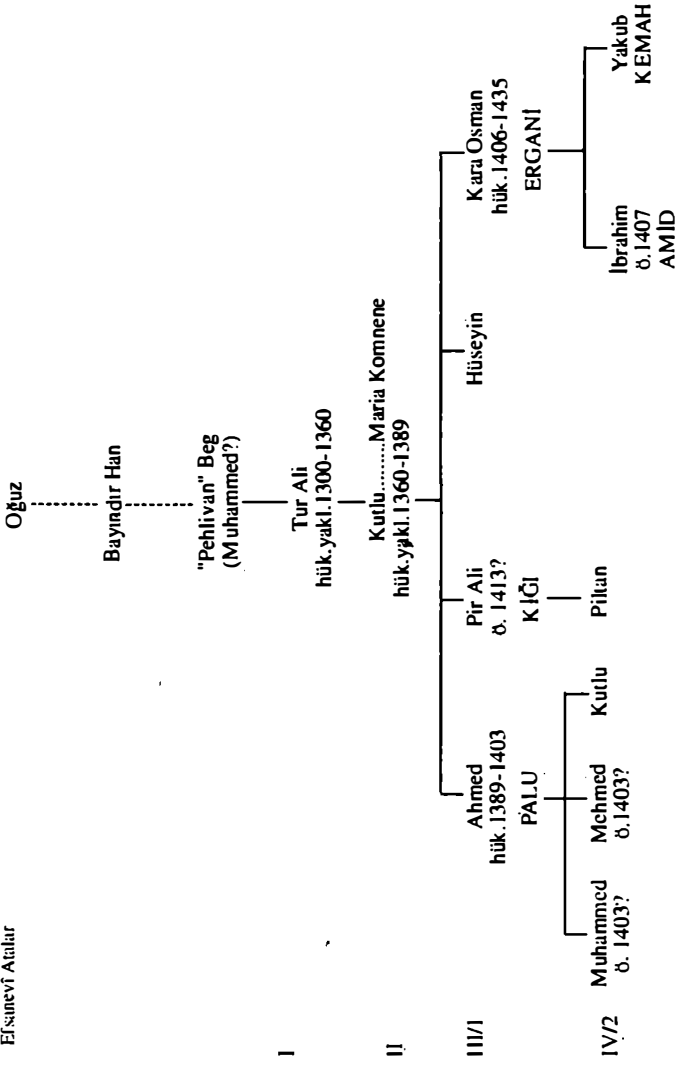 Efsanevî Atalar
Oğuz
Bayındır Han
"Pehlivan" Beg
(Muhammed?)
I
Tur Ali
hük.yakl.1300-1360
II
Kutlu.........Maria Komnene
hük.yakl.1360-1389
III/1
Ahmed
hük.1389-1403
PALU
Pir Ali
ö. 1413?
KİĞI
Hüseyin
Kara Osman
hük.1406-1435
ERGANİ
IV/2
Muhammed
ö. 1403?
Mehmed
ö.1403?
Kutlu
Piltan
İbrahim
ö.1407
AMİD
Yakub
KEMAH